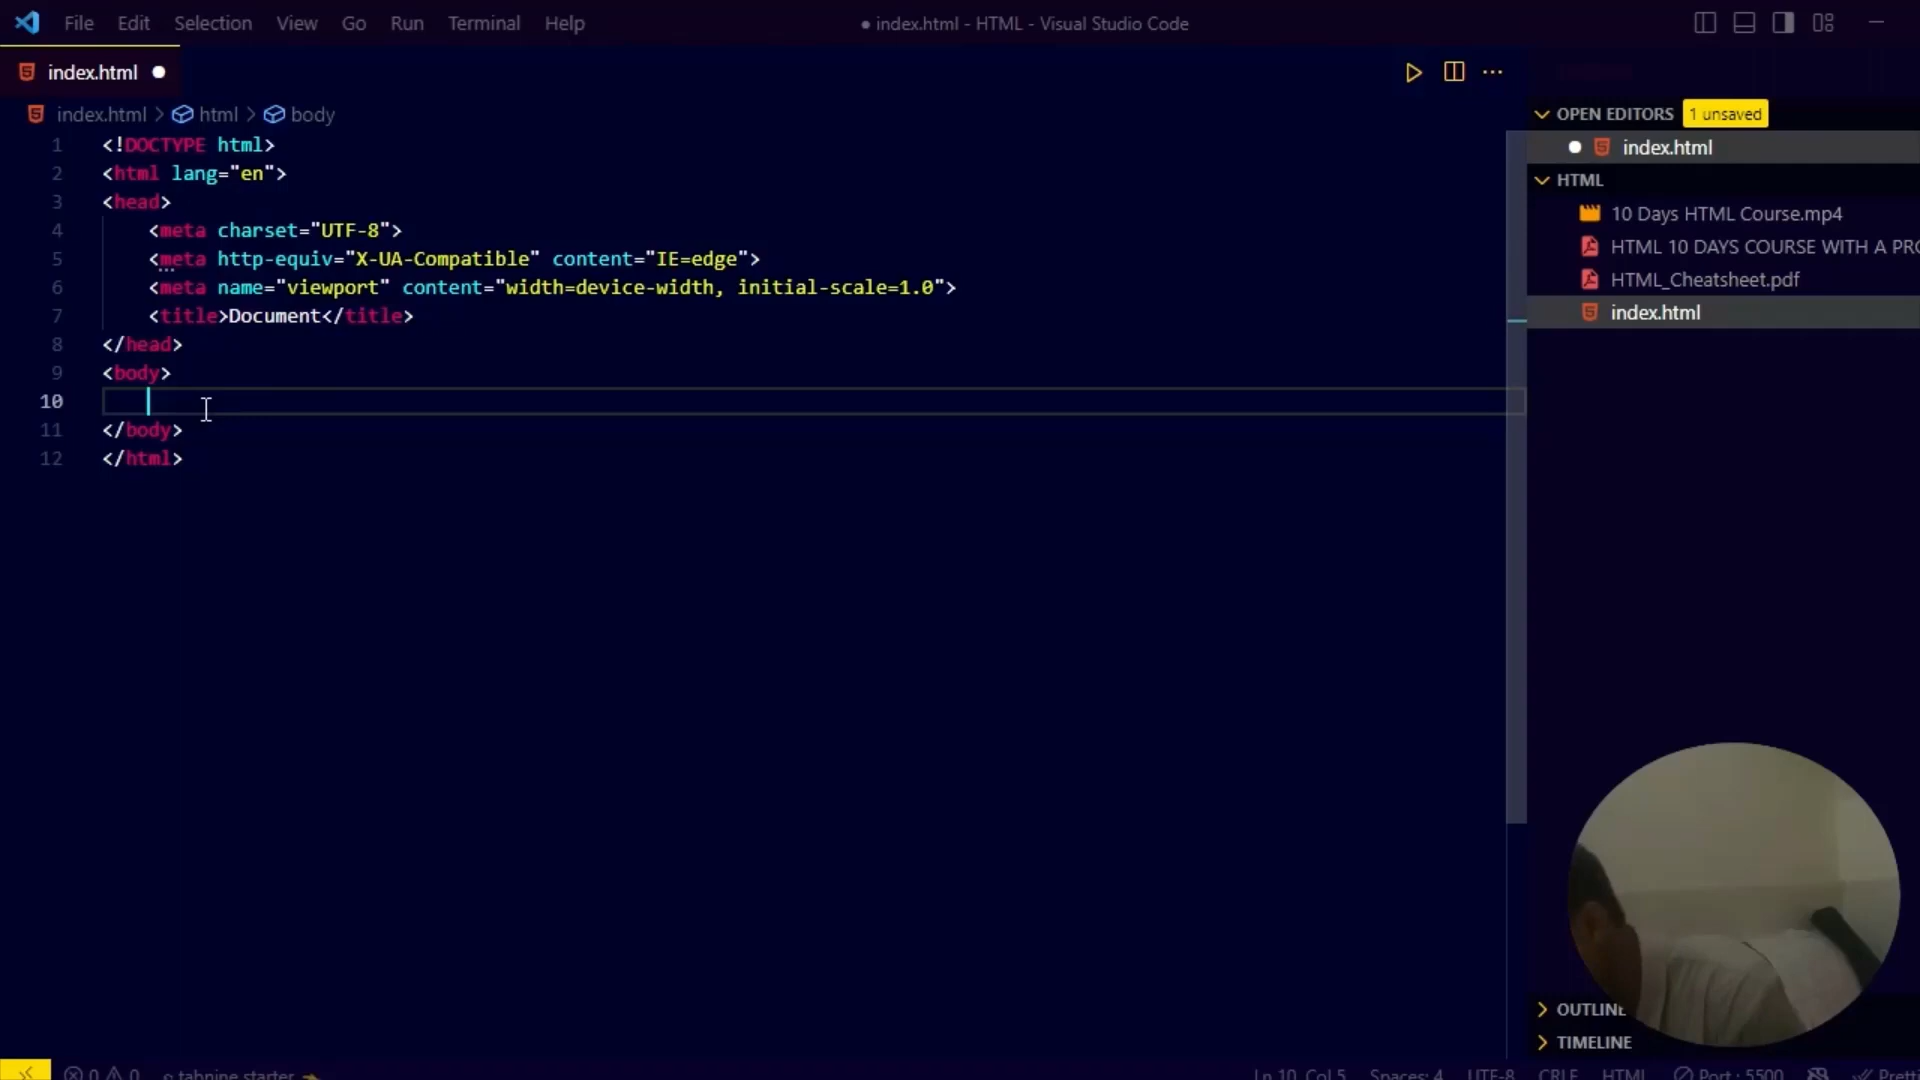 File Edit Selection View Go Run Terminal Help
● index.html - HTML - Visual Studio Code
index.html
index.html > html > body
1 <!DOCTYPE html>
2 <html lang="en">
3 <head>
4 <meta charset="UTF-8">
5 <meta http-equiv="X-UA-Compatible" content="IE=edge">
6 <meta name="viewport" content="width=device-width, initial-scale=1.0">
7 <title>Document</title>
8 </head>
9 <body>
10
11 </body>
12 </html>
OPEN EDITORS 1 unsaved
index.html
HTML
10 Days HTML Course.mp4
HTML 10 DAYS COURSE WITH A PRO
HTML_Cheatsheet.pdf
index.html
OUTLINE
TIMELINE
0 0 tabnine starter
Ln 10, Col 5 Spaces: 4 UTF-8 CRLF HTML Port : 5500 Pretti